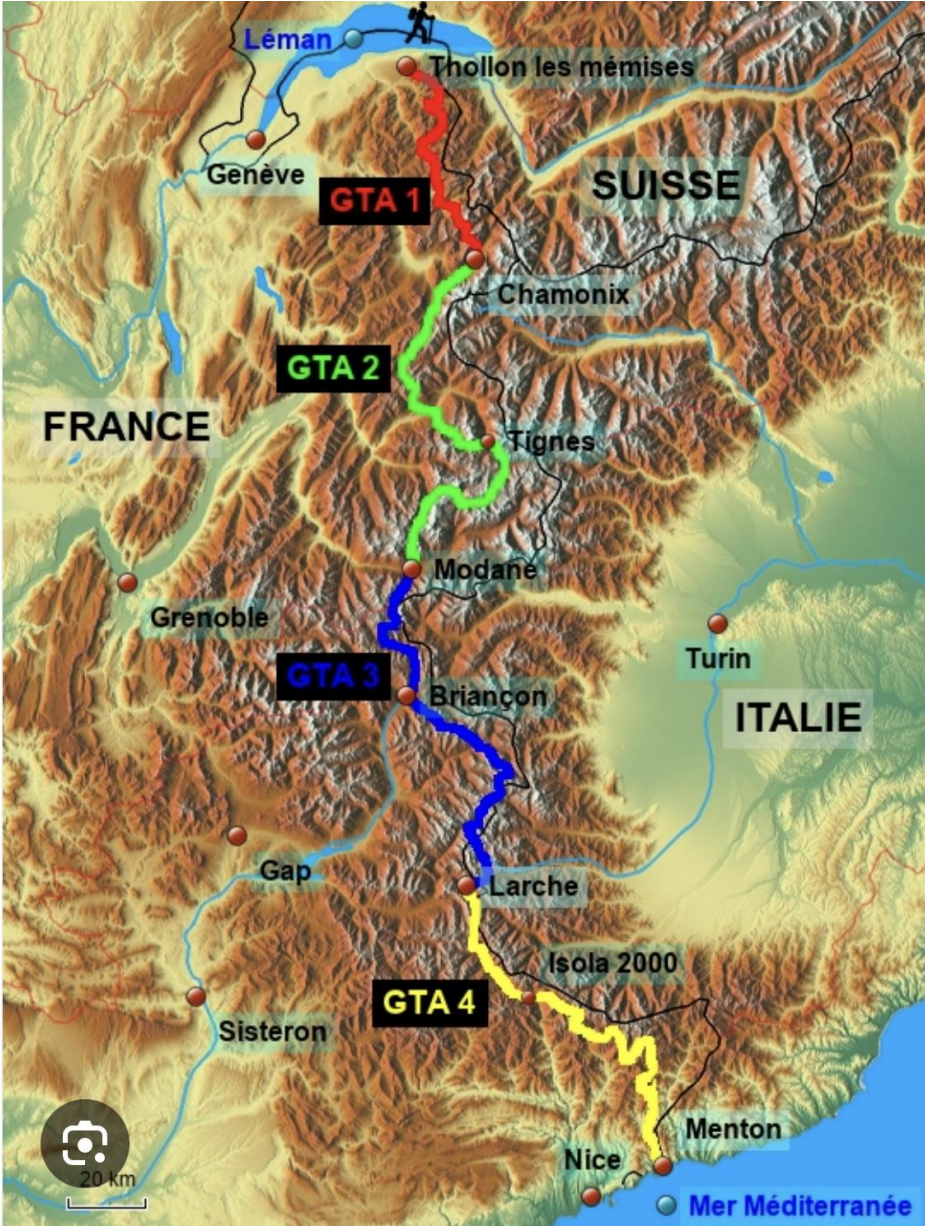 Léman
Thollon les mémises
Genève
SUISSE
GTA 1
Chamonix
GTA 2
FRANCE
Tignes
Modane
Grenoble
Turin
GTA 3
Briançon
ITALIE
Gap
Larche
Isola 2000
GTA 4
Sisteron
Menton
Nice
20 km
Mer Méditerranée